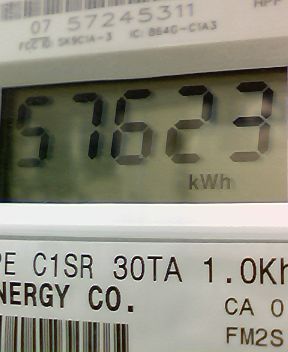 HPP
07 57245311
FCC ID: SK9C1A-3 IC: 864G-C1A3
57623
kWh
PE C1SR 30TA 1.0Kh
NERGY CO.
CA 0
FM2S